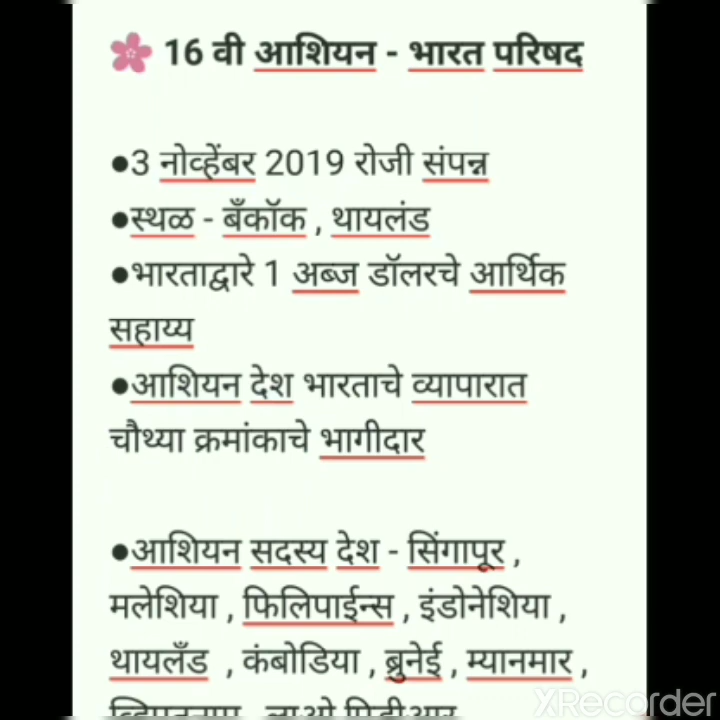 🌸 16 वी आशियन - भारत परिषद
●3 नोव्हेंबर 2019 रोजी संपन्न
●स्थळ - बँकॉक , थायलंड
●भारताद्वारे 1 अब्ज डॉलरचे आर्थिक
सहाय्य
●आशियन देश भारताचे व्यापारात
चौथ्या क्रमांकाचे भागीदार
●आशियन सदस्य देश - सिंगापूर ,
मलेशिया , फिलिपाईन्स , इंडोनेशिया ,
थायलँड , कंबोडिया , ब्रुनेई , म्यानमार ,
XRecorder